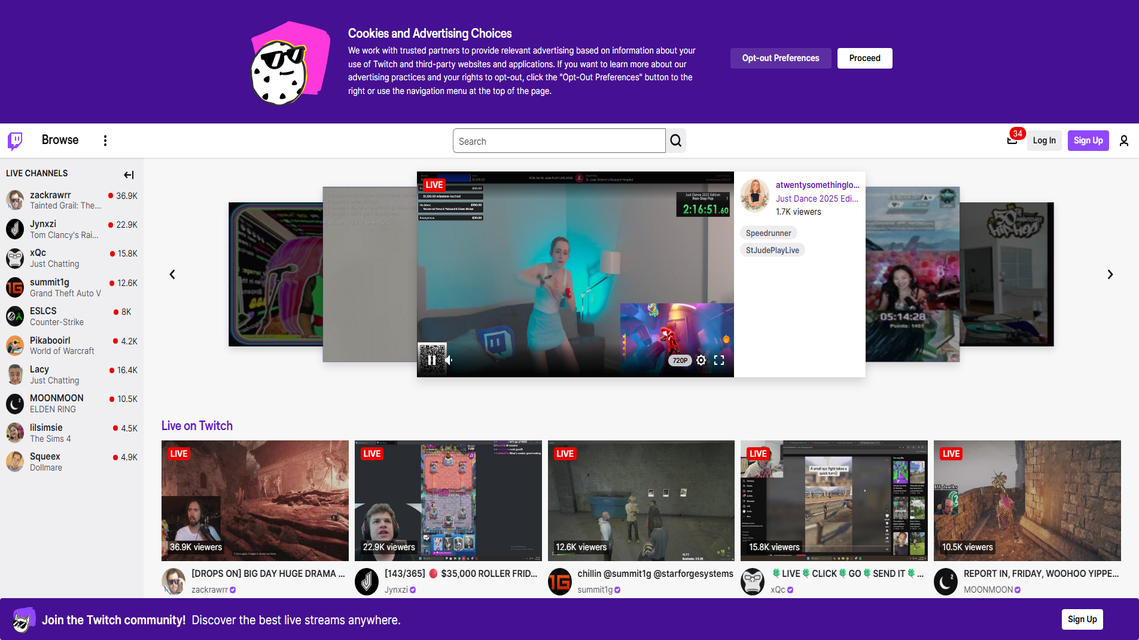 Cookies and Advertising Choices
We work with trusted partners to provide relevant advertising based on information about your
use of Twitch and third-party websites and applications. If you want to learn more about our
advertising practices and your rights to opt-out, click the "Opt-Out Preferences" button to the
right or use the navigation menu at the top of the page.
Opt-out Preferences
Proceed
Browse
Search
34
Log In
Sign Up
LIVE CHANNELS
zackrawrr 36.9K
Tainted Grail: The...
Jynxzi 22.9K
Tom Clancy's Rai...
xQc 15.8K
Just Chatting
summit1g 12.6K
Grand Theft Auto V
ESLCS 8K
Counter-Strike
Pikabooirl 4.2K
World of Warcraft
Lacy 16.4K
Just Chatting
MOONMOON 10.5K
ELDEN RING
lilsimsie 4.5K
The Sims 4
Squeex 4.9K
Dollmare
LIVE
Just Dance 2025 Edition
2:16:51.60
720P
atwentysomethinglo...
Just Dance 2025 Edi...
1.7K viewers
Speedrunner
StJudePlayLive
05:14:28
Live on Twitch
LIVE
36.9K viewers
[DROPS ON] BIG DAY HUGE DRAMA ...
zackrawrr
LIVE
22.9K viewers
[143/365] 🔴 $35,000 ROLLER FRID...
Jynxzi
LIVE
12.6K viewers
chillin @summit1g @starforgesystems
summit1g
LIVE
15.8K viewers
🍀LIVE🍀CLICK🍀GO🍀SEND IT🍀...
xQc
LIVE
10.5K viewers
REPORT IN, FRIDAY, WOOHOO YIPPE...
MOONMOON
Join the Twitch community! Discover the best live streams anywhere.
Sign Up